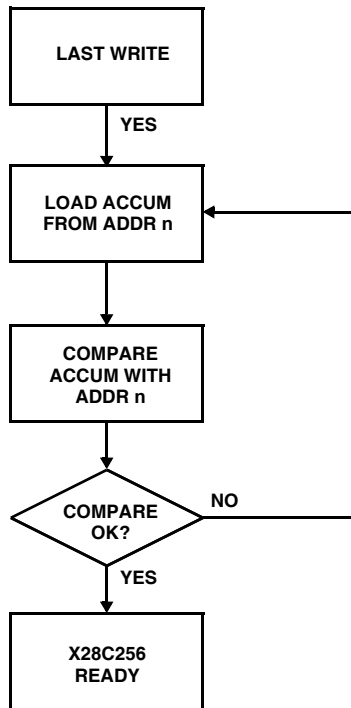 LAST WRITE
YES
LOAD ACCUM
FROM ADDR n
COMPARE
ACCUM WITH
ADDR n
COMPARE
OK?
NO
YES
X28C256
READY